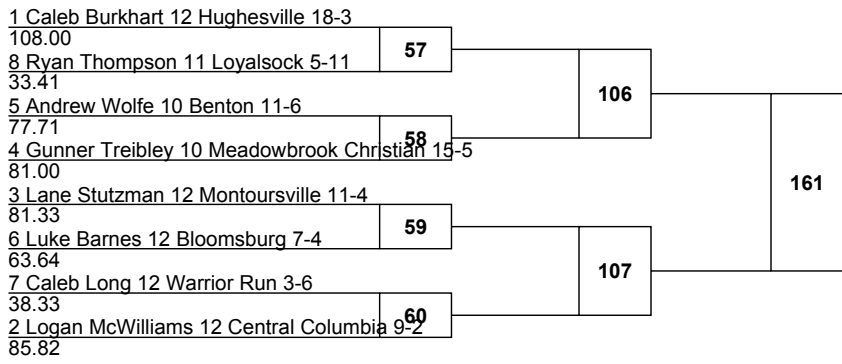 1 Caleb Burkhart 12 Hughesville 18-3
108.00
57
8 Ryan Thompson 11 Loyalsock 5-11
33.41
106
5 Andrew Wolfe 10 Benton 11-6
77.71
58
4 Gunner Treibley 10 Meadowbrook Christian 15-5
81.00
161
3 Lane Stutzman 12 Montoursville 11-4
81.33
59
6 Luke Barnes 12 Bloomsburg 7-4
63.64
107
7 Caleb Long 12 Warrior Run 3-6
38.33
60
2 Logan McWilliams 12 Central Columbia 9-2
85.82